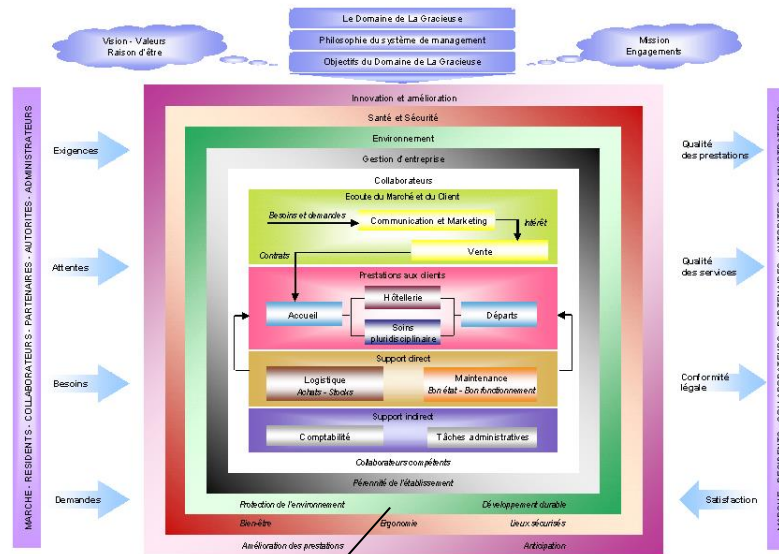 Le Domaine de La Gracieuse
Philosophie du système de management
Objectifs du Domaine de La Gracieuse
Vision - Valeurs
Raison d'être
Mission
Engagements
MARCHE - RESIDENTS - COLLABORATEURS - PARTENAIRES - AUTORITES - ADMINISTRATEURS
Exigences
Attentes
Besoins
Demandes
Innovation et amélioration
Santé et Sécurité
Environnement
Gestion d'entreprise
Collaborateurs
Ecoute du Marché et du Client
Besoins et demandes
Communication et Marketing
Intérêt
Vente
Contrats
Prestations aux clients
Hôtellerie
Accueil
Départs
Soins
pluridisciplinaire
Support direct
Logistique
Achats - Stocks
Maintenance
Bon état - Bon fonctionnement
Support indirect
Comptabilité
Tâches administratives
Collaborateurs compétents
Pérennité de l'établissement
Protection de l'environnement
Développement durable
Bien-être
Ergonomie
Lieux sécurisés
Amélioration des prestations
Anticipation
Qualité
des prestations
Qualité
des services
Conformité
légale
Satisfaction